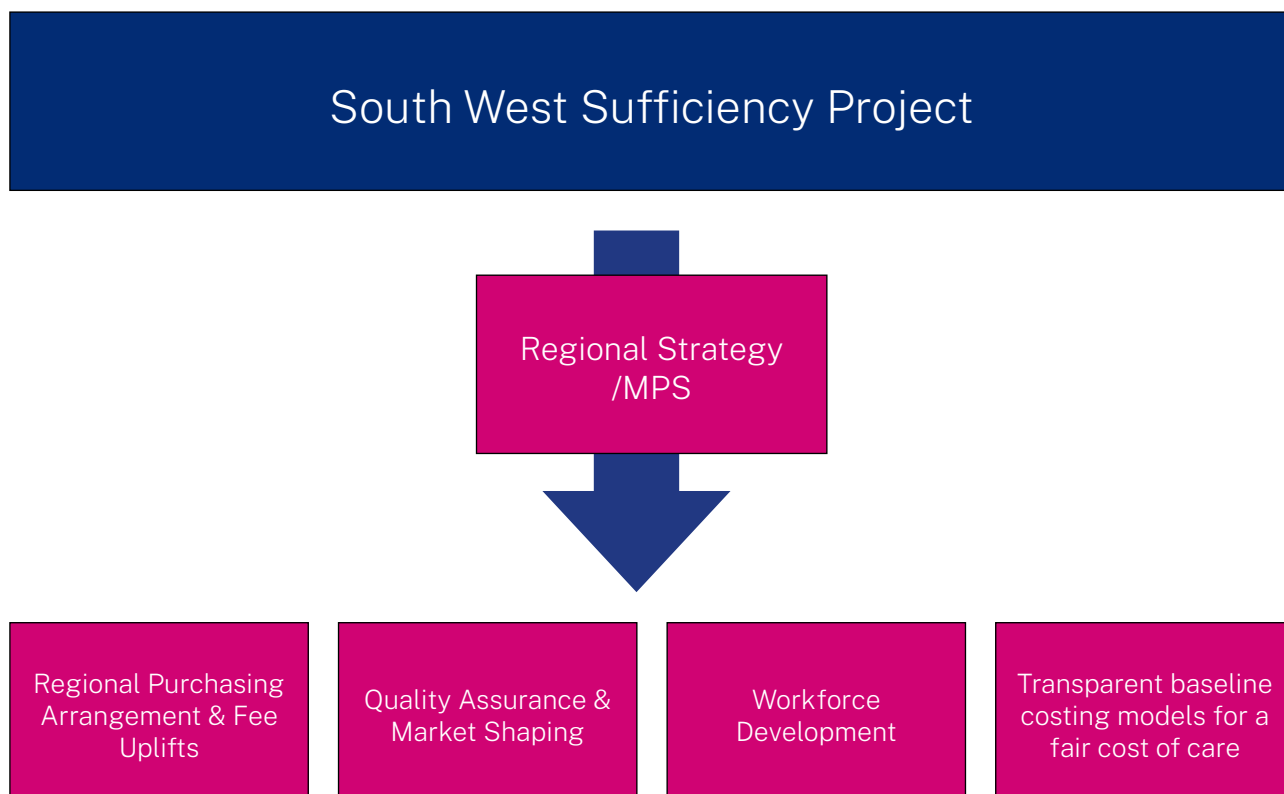 South West Sufficiency Project
Regional Strategy
/MPS
Regional Purchasing
Arrangement & Fee
Uplifts
Quality Assurance &
Market Shaping
Workforce
Development
Transparent baseline
costing models for a
fair cost of care